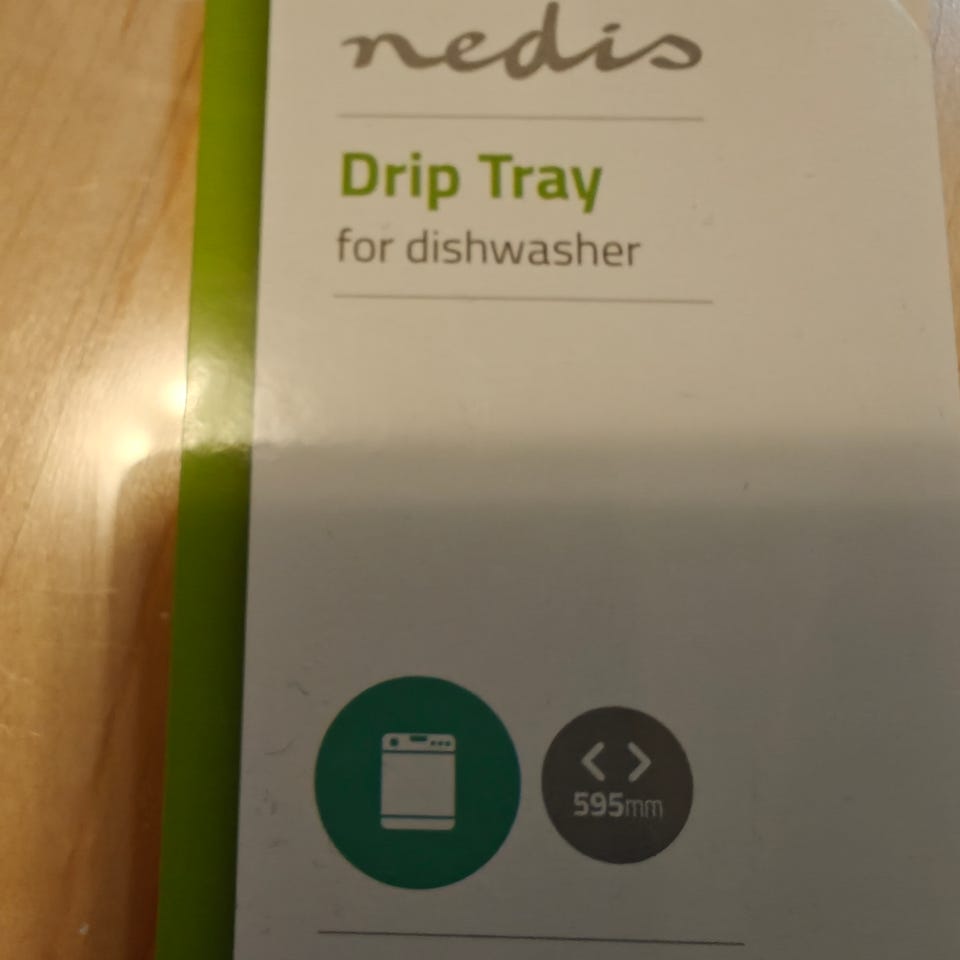 nedis
Drip Tray
for dishwasher
595mm